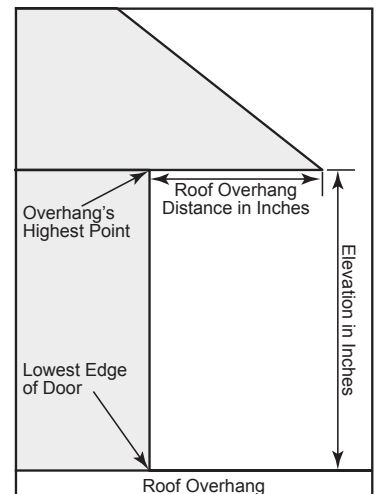 Overhang's
Highest Point
Roof Overhang
Distance in Inches
Elevation in Inches
Lowest Edge
of Door
Roof Overhang